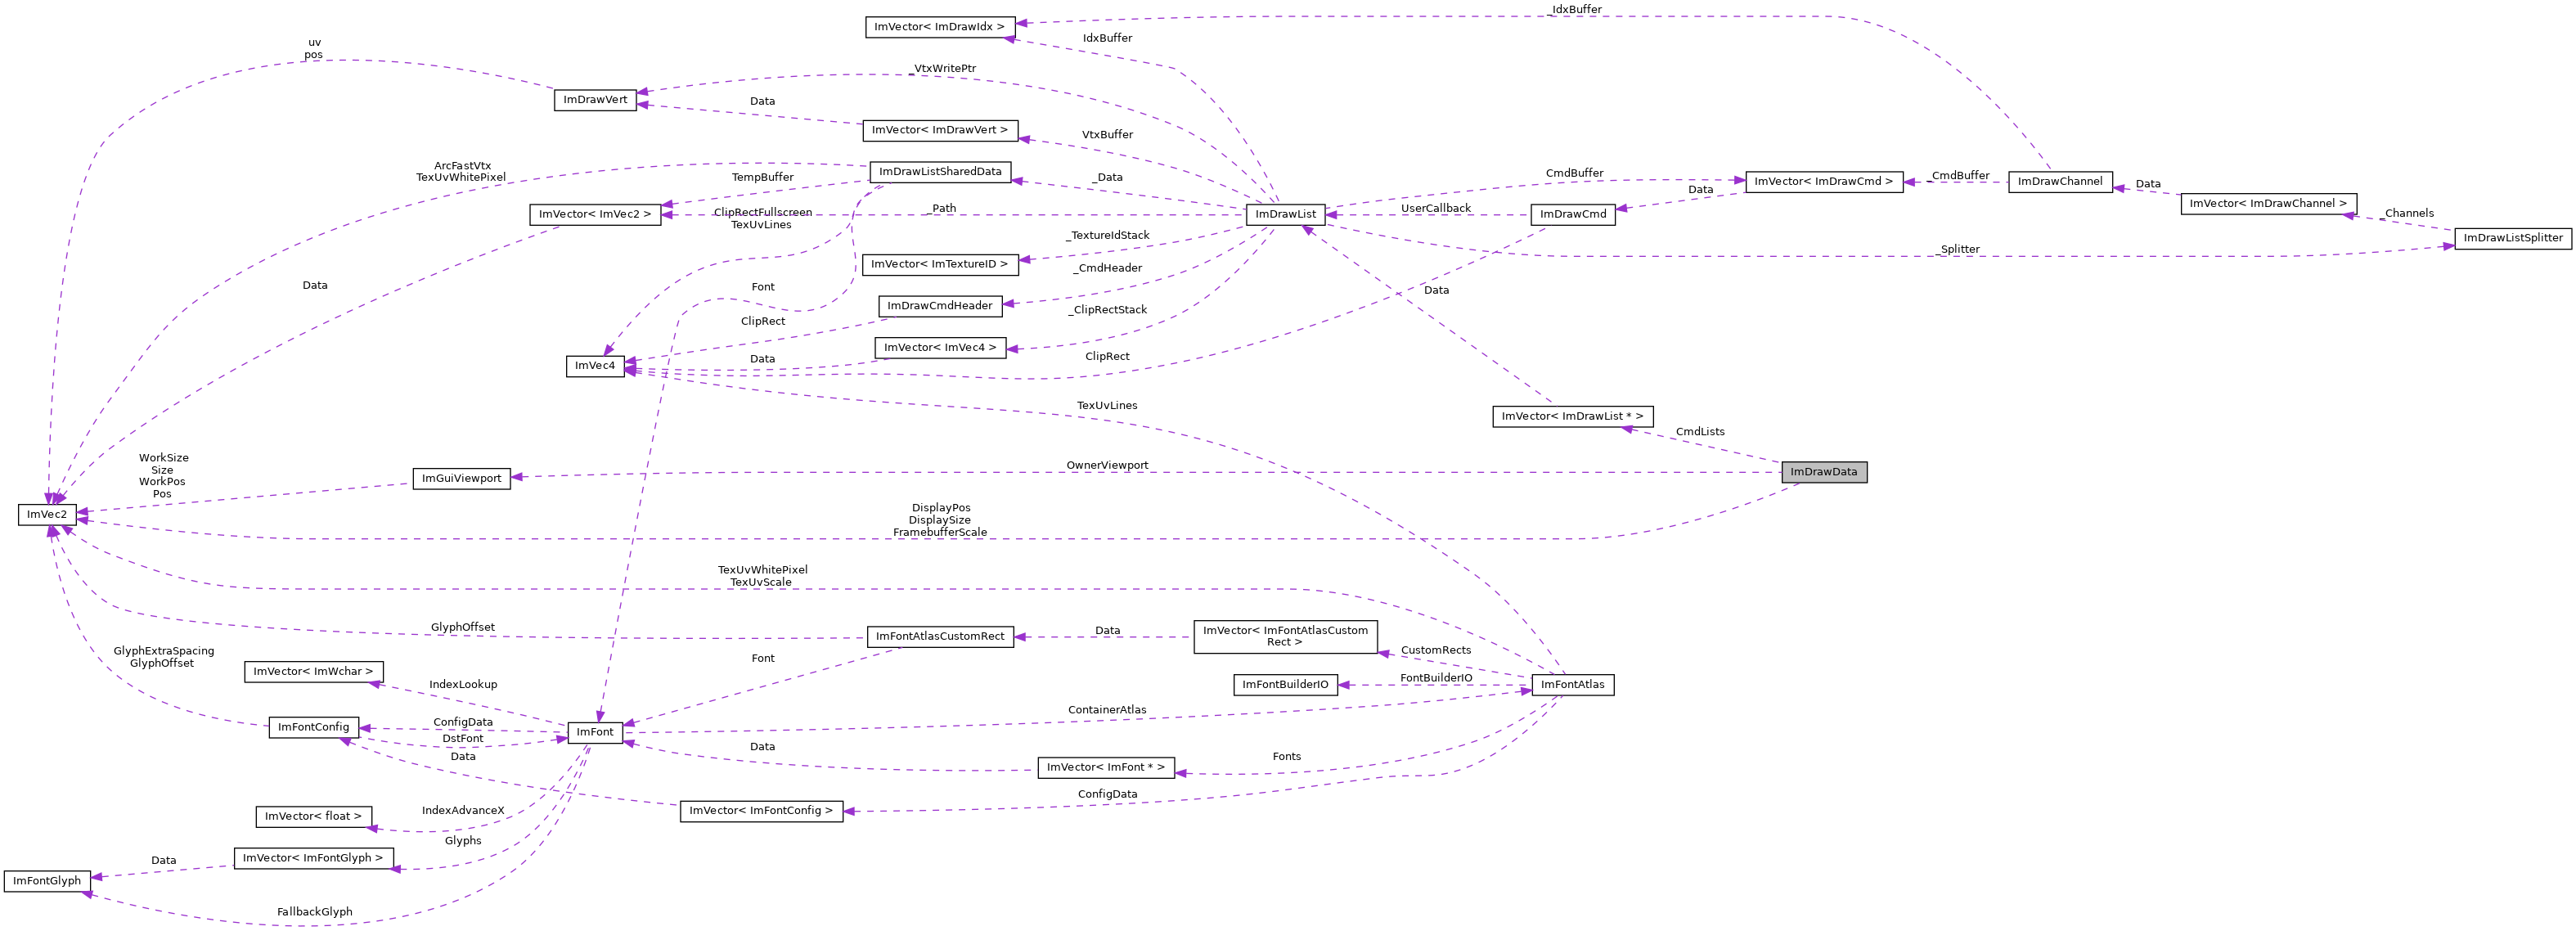 _IdxBuffer
ImVector< ImDrawIdx >
IdxBuffer
uv
pos
_VtxWritePtr
ImDrawVert
Data
ImVector< ImDrawVert >
VtxBuffer
ArcFastVtx
TexUvWhitePixel
ImDrawListSharedData
TempBuffer
_Data
CmdBuffer
ImVector< ImDrawCmd >
_CmdBuffer
ImDrawChannel
Data
Data
ImVector< ImDrawChannel >
ImVector< ImVec2 >
ClipRectFullscreen
TexUvLines
_Path
ImDrawList
UserCallback
ImDrawCmd
_Channels
ImDrawListSplitter
_TextureIdStack
_Splitter
ImVector< ImTextureID >
_CmdHeader
Data
Font
Data
ImDrawCmdHeader
_ClipRectStack
ClipRect
ImVector< ImVec4 >
Data
ClipRect
ImVec4
TexUvLines
ImVector< ImDrawList * >
CmdLists
WorkSize
Size
WorkPos
Pos
OwnerViewport
ImDrawData
ImGuiViewport
ImVec2
DisplayPos
DisplaySize
FramebufferScale
TexUvWhitePixel
TexUvScale
GlyphOffset
ImFontAtlasCustomRect
Data
ImVector< ImFontAtlasCustom
Rect >
GlyphExtraSpacing
GlyphOffset
Font
CustomRects
ImVector< ImWchar >
IndexLookup
ImFontBuilderIO
FontBuilderIO
ImFontAtlas
ContainerAtlas
ImFontConfig
ConfigData
DstFont
ImFont
Data
Data
ImVector< ImFont * >
Fonts
ConfigData
ImVector< float >
IndexAdvanceX
ImVector< ImFontConfig >
Glyphs
Data
ImVector< ImFontGlyph >
ImFontGlyph
FallbackGlyph